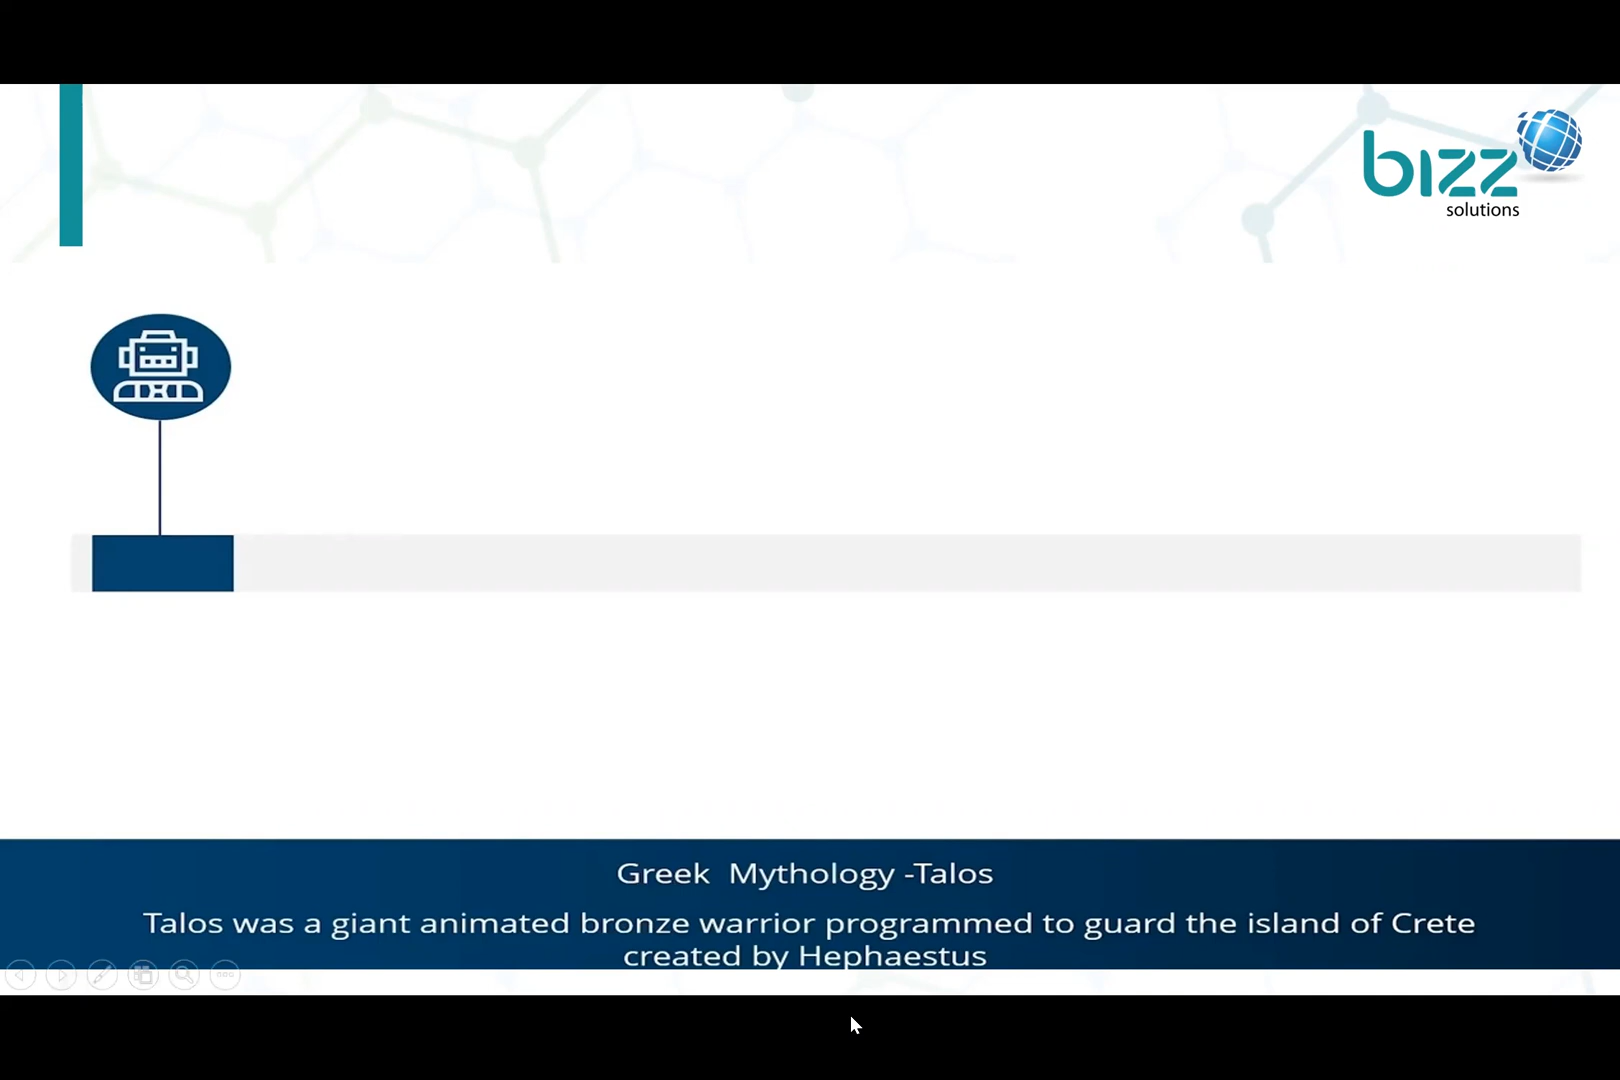 bizz
solutions
Greek  Mythology -Talos
Talos was a giant animated bronze warrior programmed to guard the island of Crete
created by Hephaestus